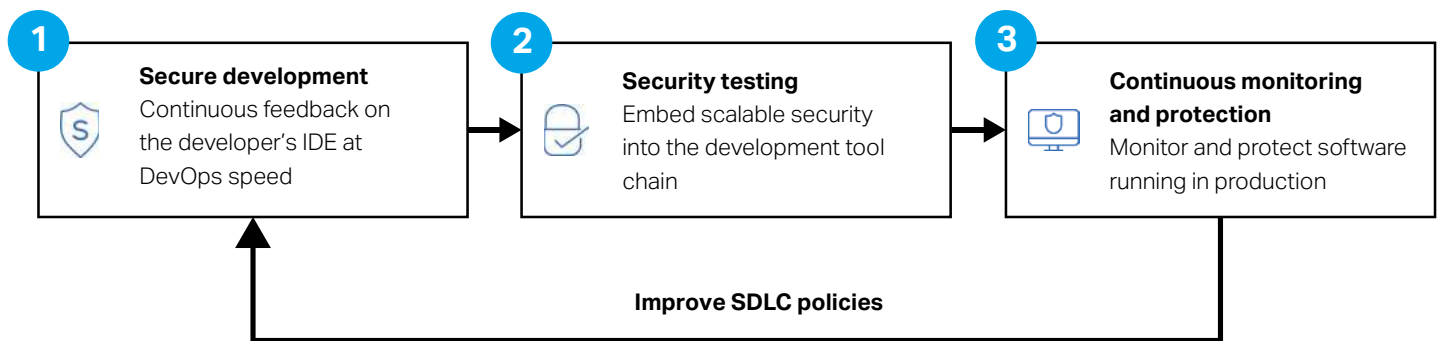 1
Secure development
Continuous feedback on
the developer’s IDE at
DevOps speed
S
2
Security testing
Embed scalable security
into the development tool
chain
3
Continuous monitoring
and protection
Monitor and protect software
running in production
Improve SDLC policies